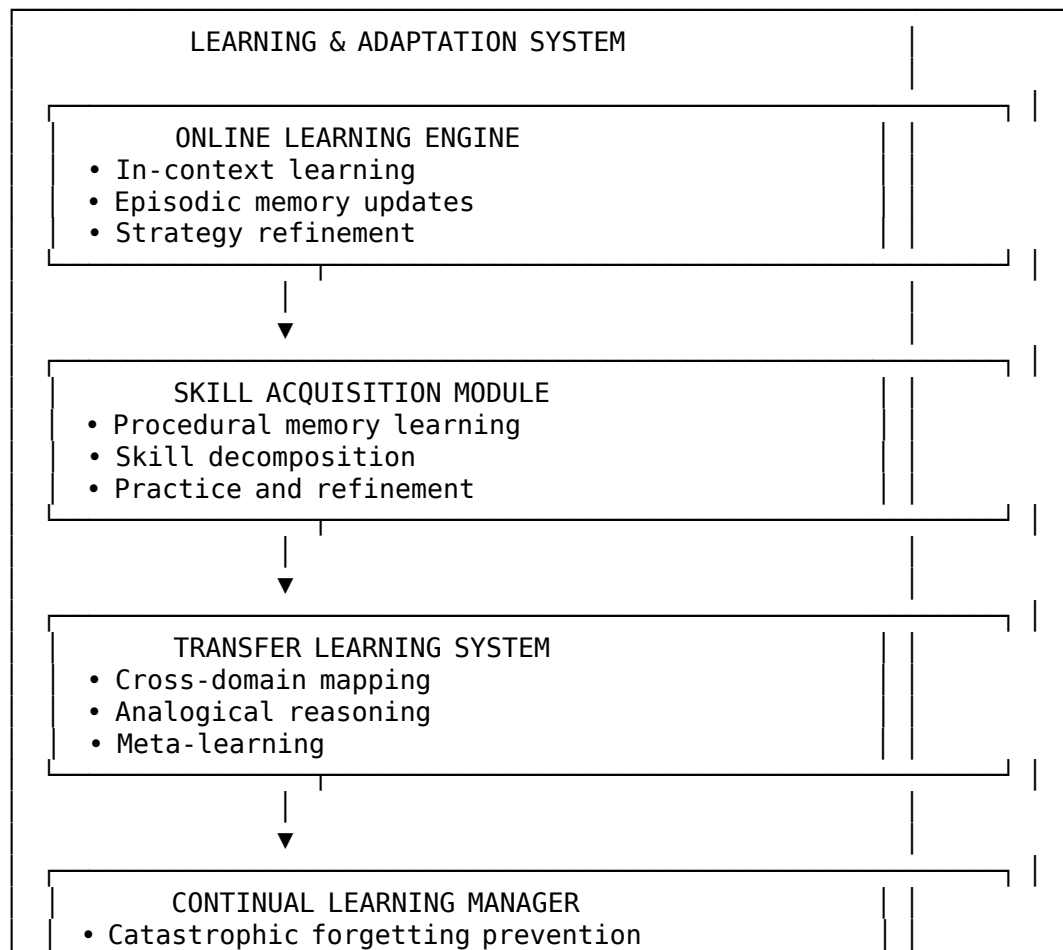 LEARNING & ADAPTATION SYSTEM
ONLINE LEARNING ENGINE
• In-context learning
• Episodic memory updates
• Strategy refinement
SKILL ACQUISITION MODULE
• Procedural memory learning
• Skill decomposition
• Practice and refinement
TRANSFER LEARNING SYSTEM
• Cross-domain mapping
• Analogical reasoning
• Meta-learning
CONTINUAL LEARNING MANAGER
• Catastrophic forgetting prevention